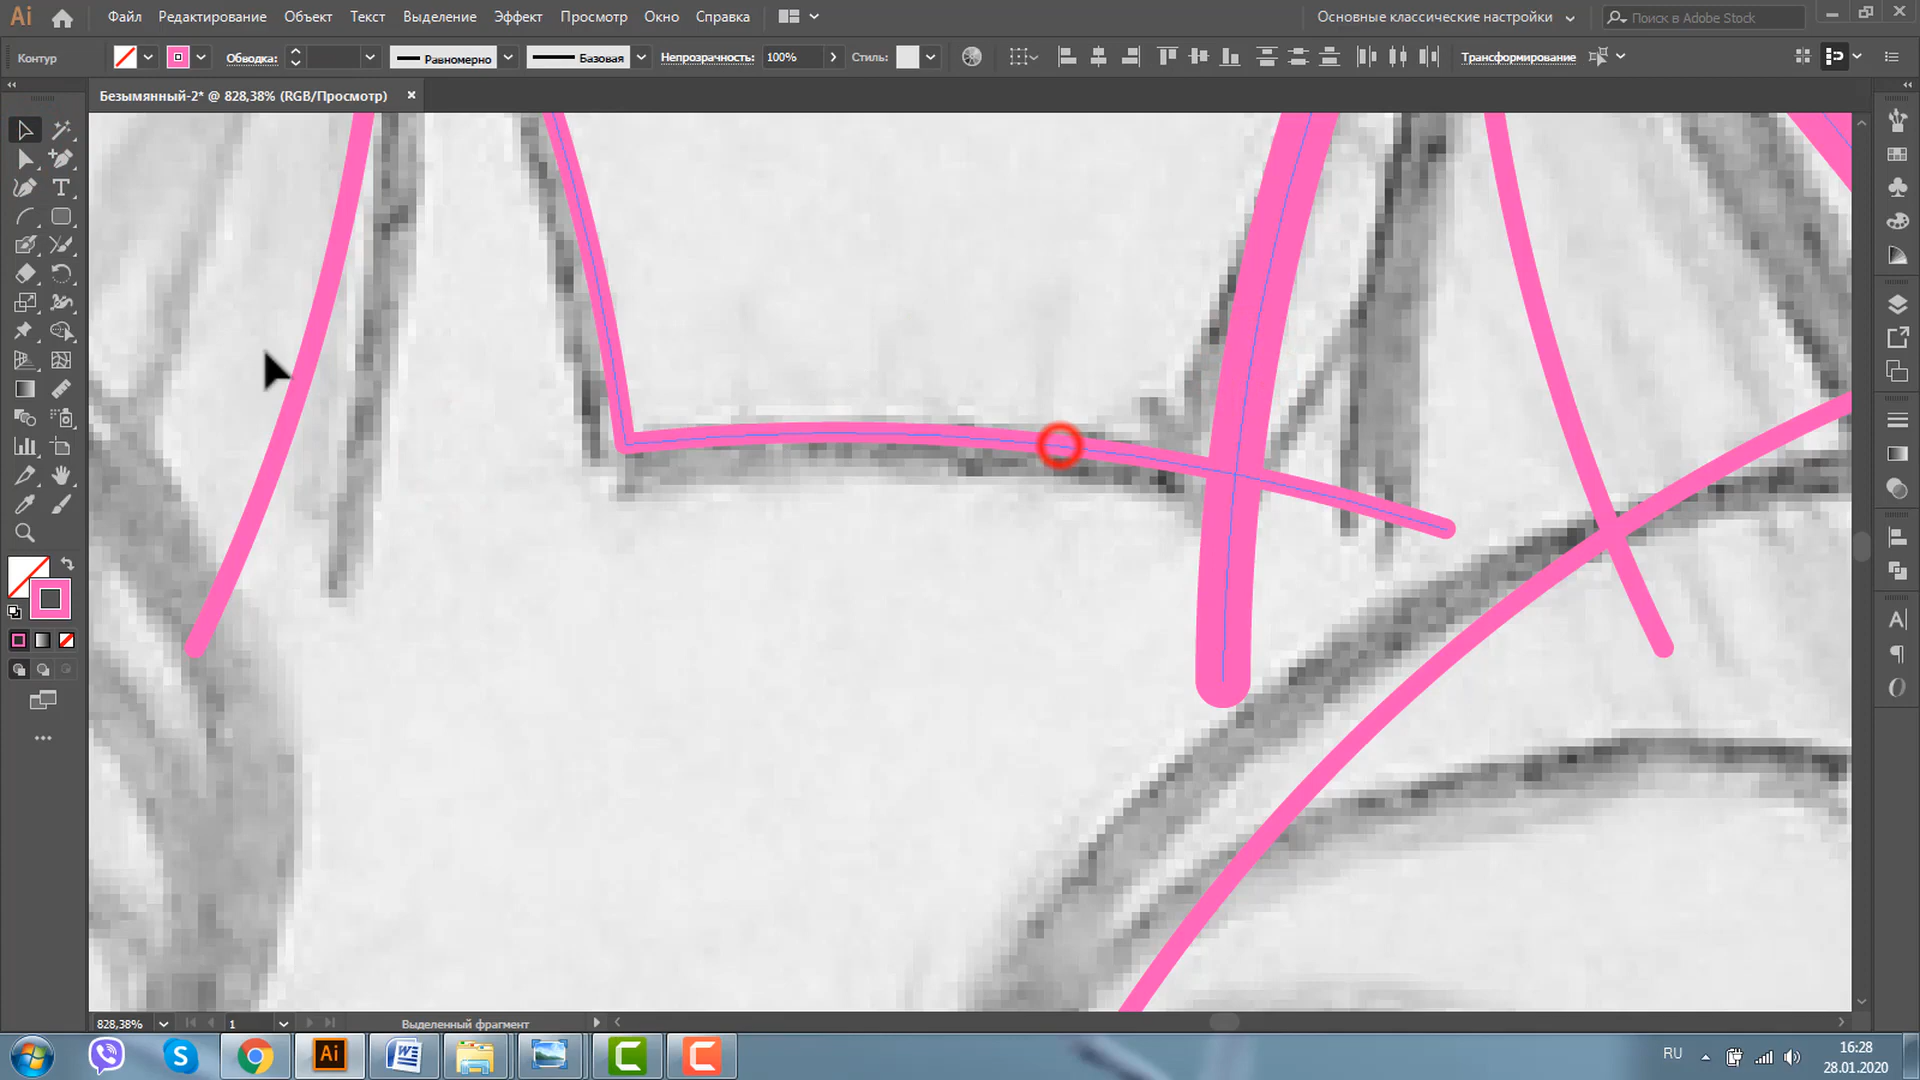 Ai Файл Редактирование Объект Текст Выделение Эффект Просмотр Окно Справка Основные классические настройки Поиск в Adobe Stock
Контур Обводка: Равномерно Базовая Непрозрачность: 100% Стиль: Трансформирование
Безымянный-2* @ 828,38% (RGB/Просмотр) ×
828,38% 1 Выделенный фрагмент
Ai RU 16:28
28.01.2020